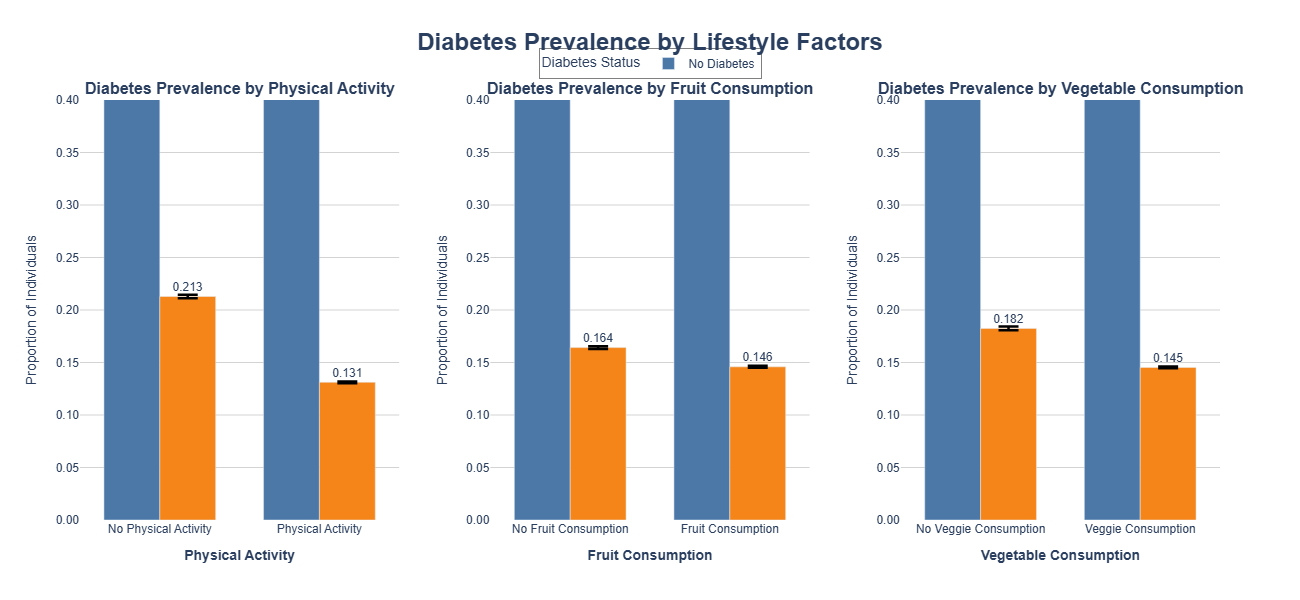 Diabetes Prevalence by Lifestyle Factors
Diabetes Status No Diabetes
Diabetes Prevalence by Physical Activity
0.40
0.35
0.30
0.25
0.20
0.15
0.10
0.05
0.00
Proportion of Individuals
0.213
0.131
No Physical Activity Physical Activity
Physical Activity
Diabetes Prevalence by Fruit Consumption
0.40
0.35
0.30
0.25
0.20
0.15
0.10
0.05
0.00
Proportion of Individuals
0.164
0.146
No Fruit Consumption Fruit Consumption
Fruit Consumption
Diabetes Prevalence by Vegetable Consumption
0.40
0.35
0.30
0.25
0.20
0.15
0.10
0.05
0.00
Proportion of Individuals
0.182
0.145
No Veggie Consumption Veggie Consumption
Vegetable Consumption